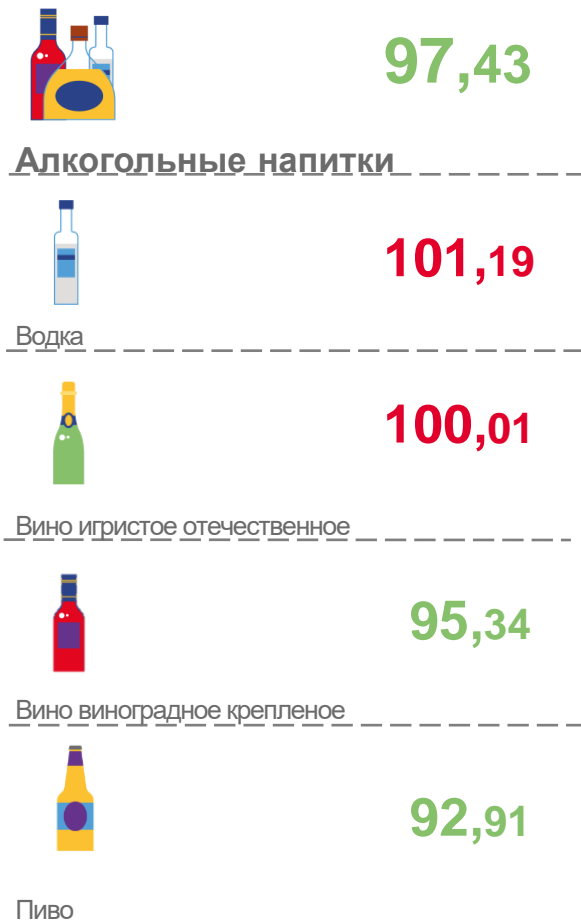 97,43
Алкогольные напитки
101,19
Водка
100,01
Вино игристое отечественное
95,34
Вино виноградное крепленое
92,91
Пиво